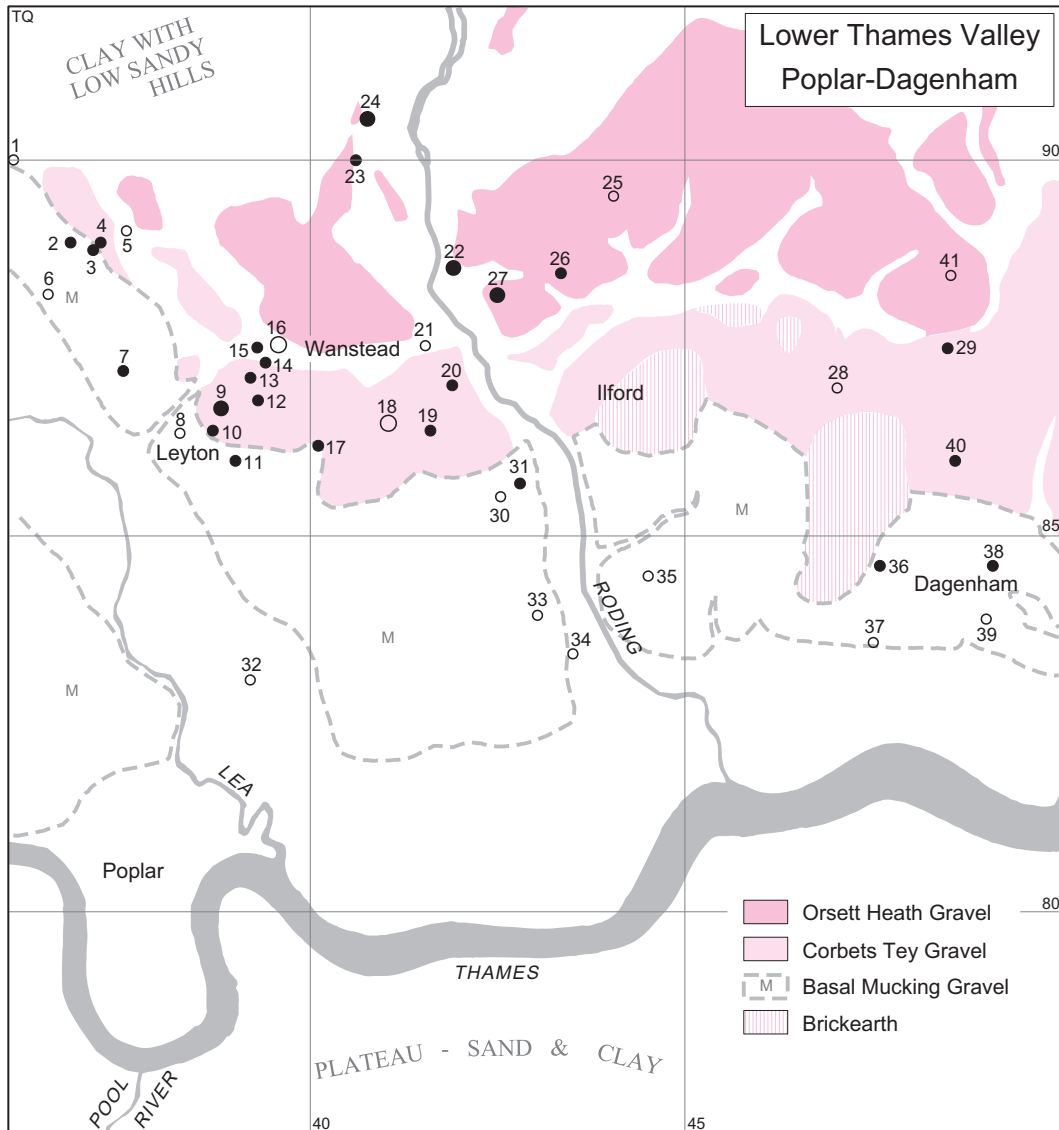 TQ
Lower Thames Valley
Poplar-Dagenham
CLAY WITH
LOW SANDY
HILLS
24
1
90
23
25
4
5
2
3
22
26
27
41
6
M
16
15
Wanstead
21
14
29
7
13
20
28
Ilford
9
12
18
19
8
10
Leyton
11
17
40
31
30
M
85
36
38
35
Dagenham
RODING
33
M
34
37
39
32
M
LEA
Poplar
80
Orsett Heath Gravel
Corbets Tey Gravel
THAMES
M
Basal Mucking Gravel
Brickearth
PLATEAU - SAND & CLAY
POOL
RIVER
40
45